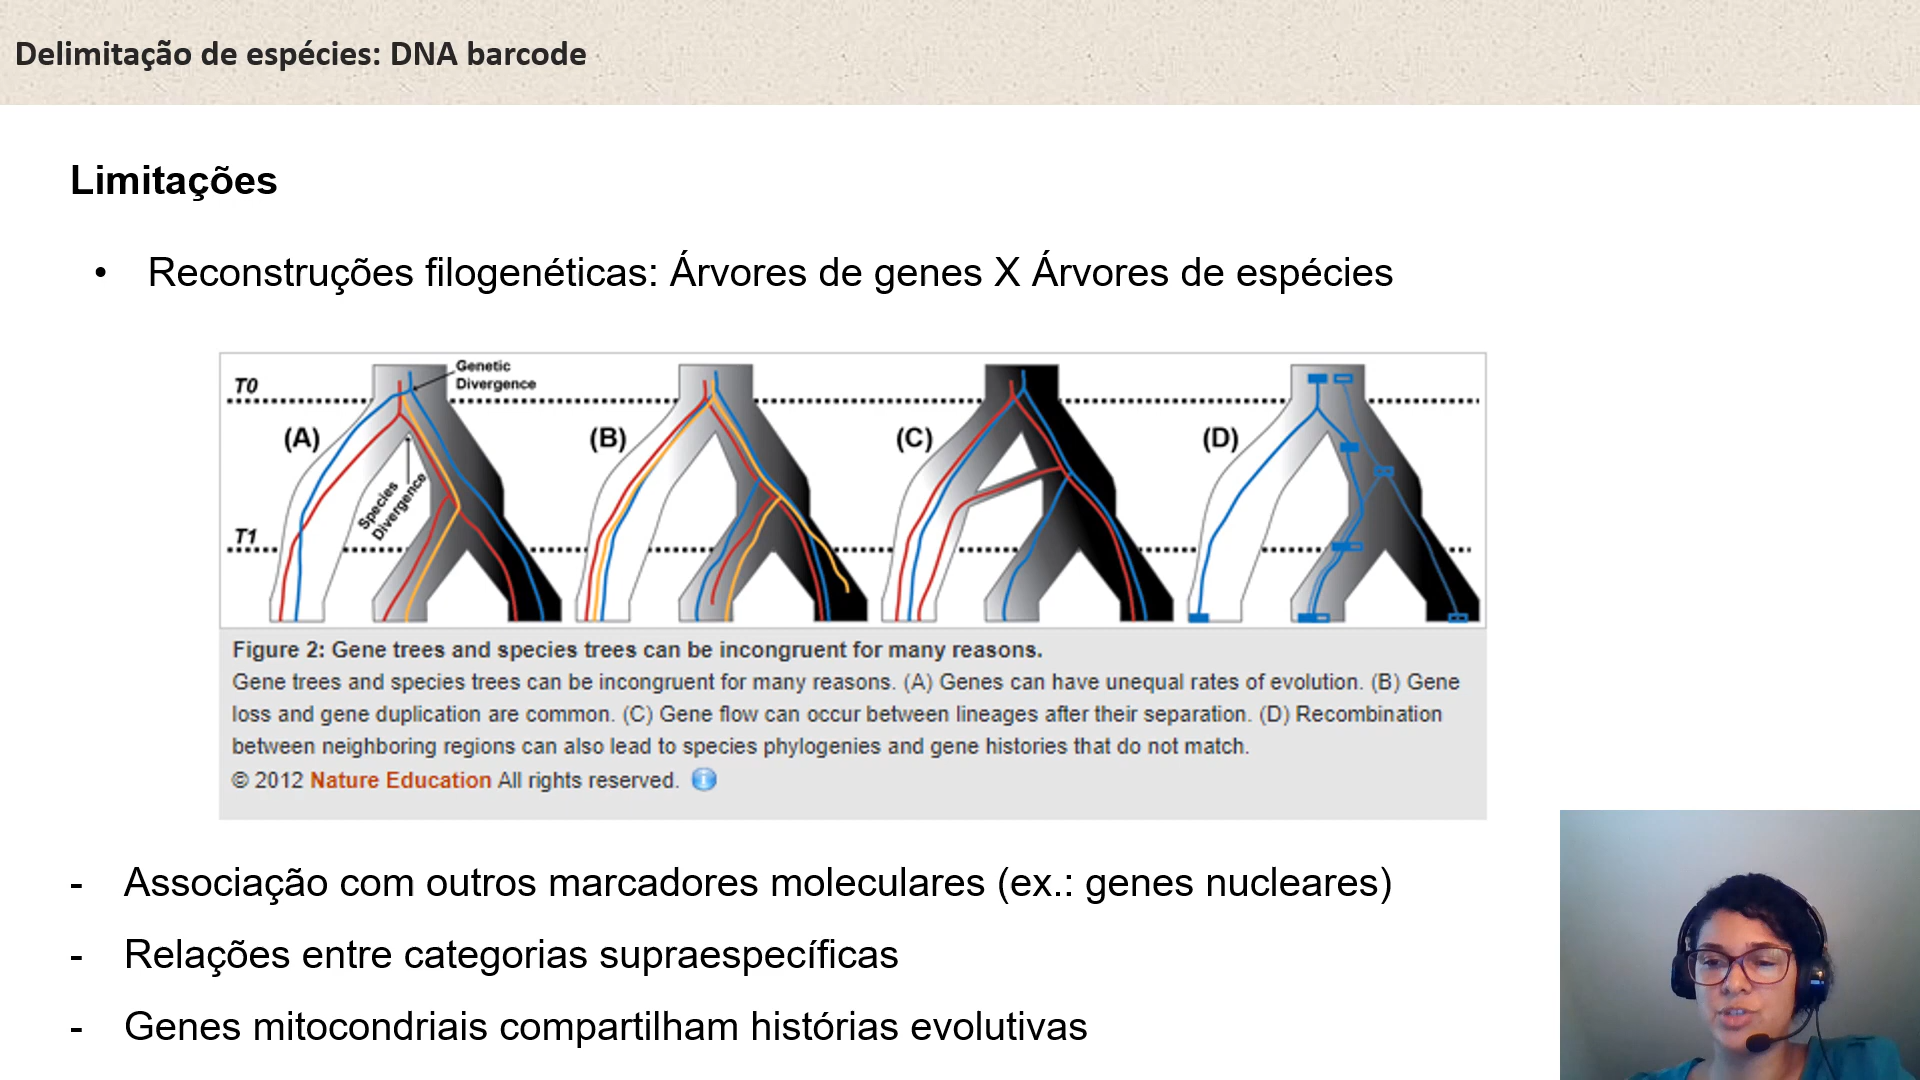 Delimitação de espécies: DNA barcode
Limitações
• Reconstruções filogenéticas: Árvores de genes X Árvores de espécies
T0
Genetic
Divergence
(A)
(B)
(C)
(D)
Species
Divergence
T1
Figure 2: Gene trees and species trees can be incongruent for many reasons.
Gene trees and species trees can be incongruent for many reasons. (A) Genes can have unequal rates of evolution. (B) Gene
loss and gene duplication are common. (C) Gene flow can occur between lineages after their separation. (D) Recombination
between neighboring regions can also lead to species phylogenies and gene histories that do not match.
© 2012 Nature Education All rights reserved.
- Associação com outros marcadores moleculares (ex.: genes nucleares)
- Relações entre categorias supraespecíficas
- Genes mitocondriais compartilham histórias evolutivas